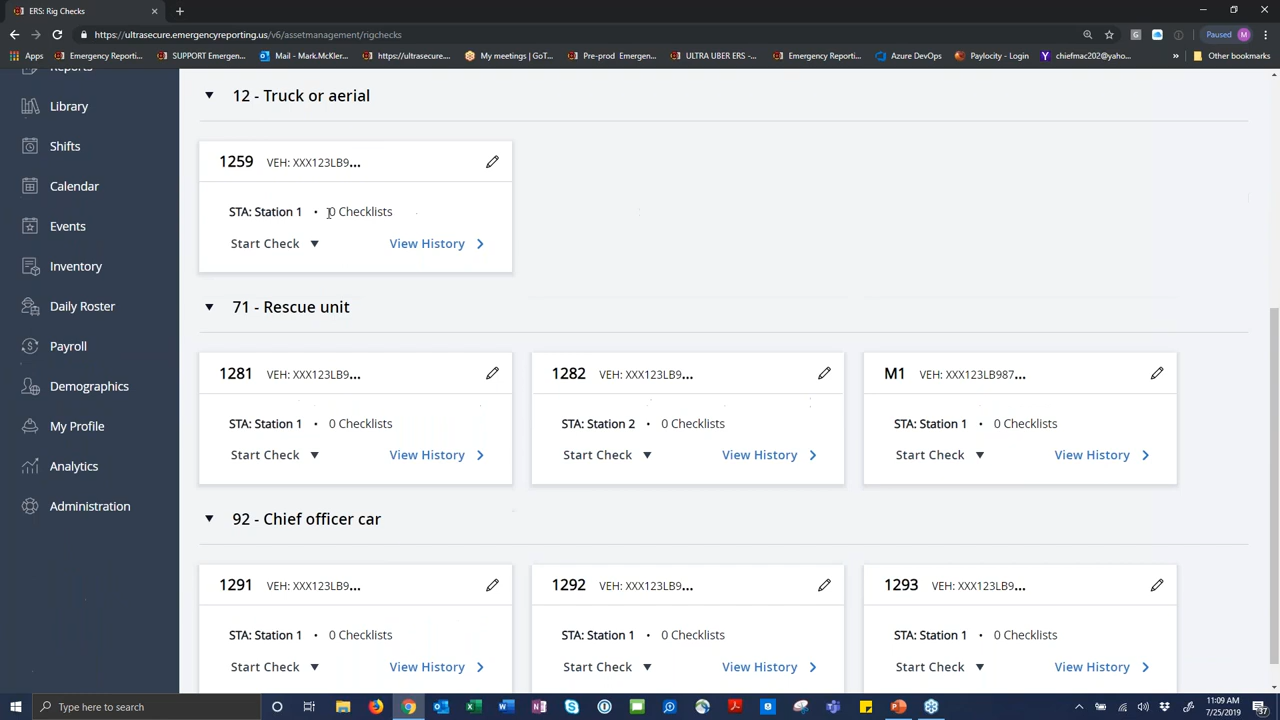 ERS: Rig Checks
https://ultrasecure.emergencyreporting.us/v6/assetmanagement/rigchecks
Paused M
Apps Emergency Reporti... SUPPORT Emergen... Mail - Mark.McKler... https://ultrasecure.... My meetings | GoT... Pre-prod Emergen... ULTRA UBER ERS -... Emergency Reporti... Azure DevOps Paylocity - Login chiefmac202@yaho... » Other bookmarks
Reports
Library
Shifts
Calendar
Events
Inventory
Daily Roster
Payroll
Demographics
My Profile
Analytics
Administration
12 - Truck or aerial
1259 VEH: XXX123LB9...
STA: Station 1 • 0 Checklists
Start Check View History
71 - Rescue unit
1281 VEH: XXX123LB9...
STA: Station 1 • 0 Checklists
Start Check View History
1282 VEH: XXX123LB9...
STA: Station 2 • 0 Checklists
Start Check View History
M1 VEH: XXX123LB987...
STA: Station 1 • 0 Checklists
Start Check View History
92 - Chief officer car
1291 VEH: XXX123LB9...
STA: Station 1 • 0 Checklists
Start Check View History
1292 VEH: XXX123LB9...
STA: Station 1 • 0 Checklists
Start Check View History
1293 VEH: XXX123LB9...
STA: Station 1 • 0 Checklists
Start Check View History
Type here to search
11:09 AM
7/25/2019